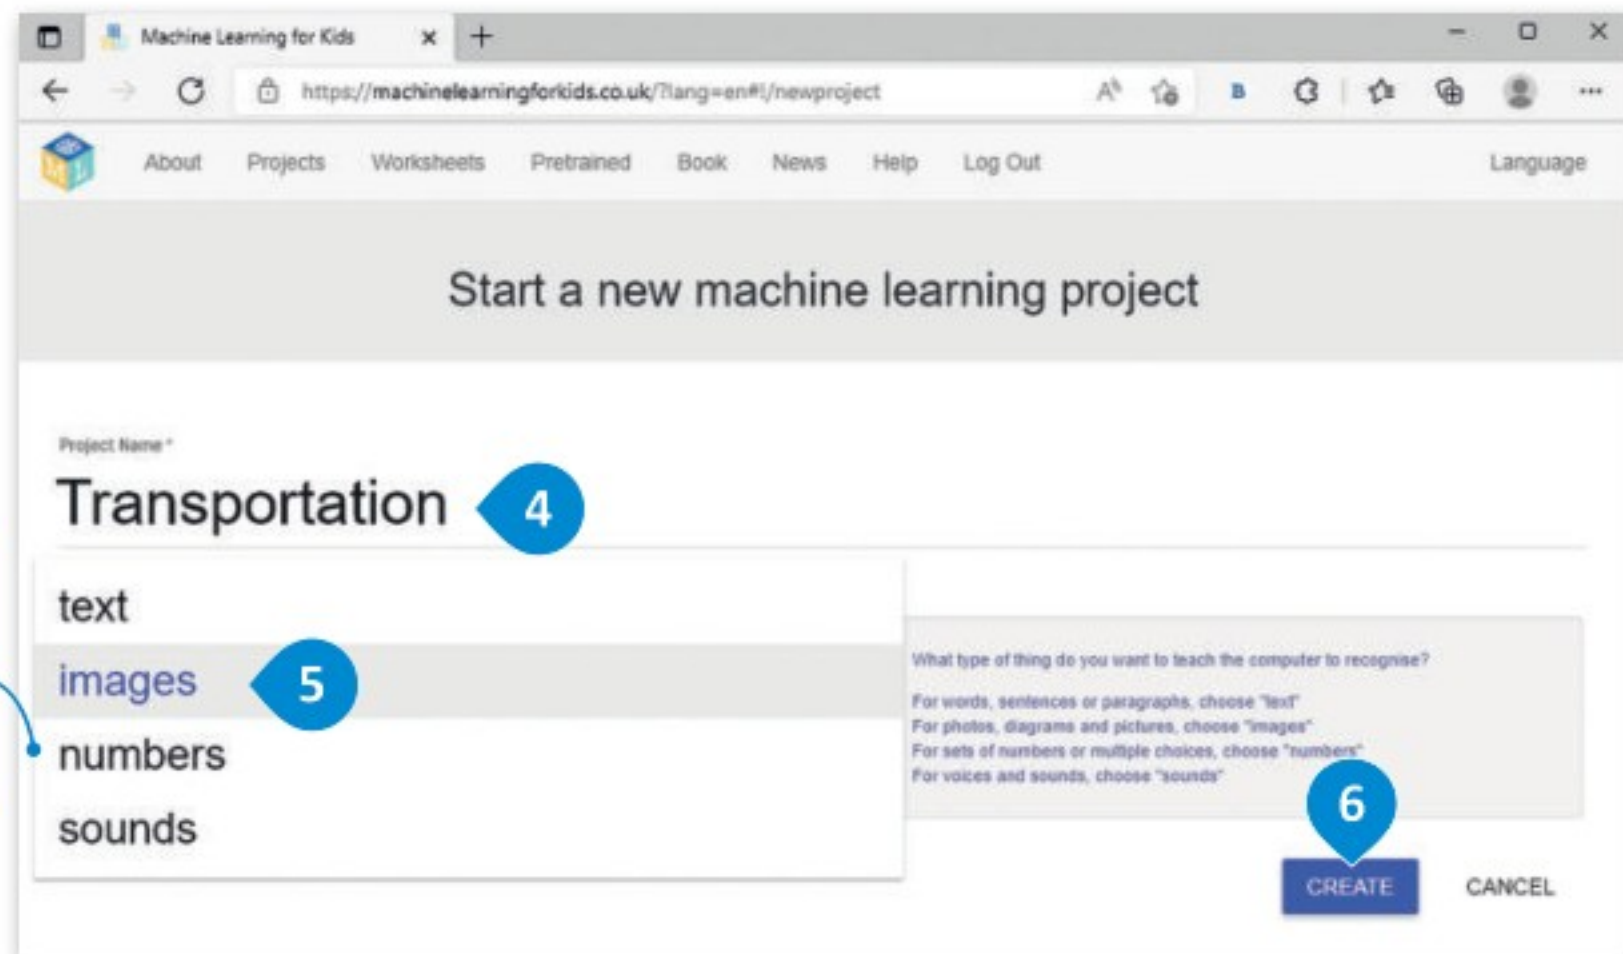 Machine Learning for Kids
https://machinelearningforkids.co.uk/?lang=en#!/newproject
About Projects Worksheets Pretrained Book News Help Log Out Language
Start a new machine learning project
Project Name *
Transportation 4
text
images 5
numbers
sounds
What type of thing do you want to teach the computer to recognise?
For words, sentences or paragraphs, choose "text"
For photos, diagrams and pictures, choose "images"
For sets of numbers or multiple choices, choose "numbers"
For voices and sounds, choose "sounds"
6
CREATE CANCEL